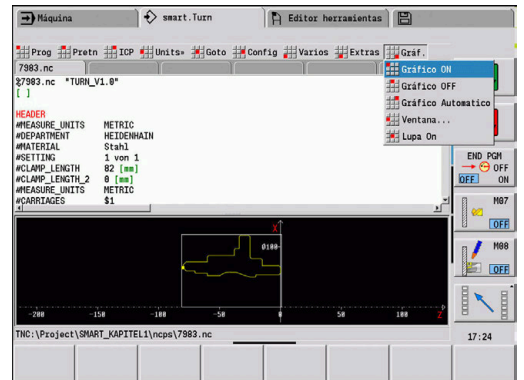 Máquina smart.Turn Editor herramientas
Prog Pretn ICP Units» Goto Config Varios Extras Gráf.
7983.nc
%7983.nc "TURN_V1.0"
[ ]
HEADER
#MEASURE_UNITS METRIC
#DEPARTMENT HEIDENHAIN
#MATERIAL Stahl
#SETTING 1 von 1
#CLAMP_LENGTH 82 [mm]
#CLAMP_LENGTH_2 0 [mm]
#MEASURE_UNITS METRIC
#CARRIAGES $1
Gráfico ON
Gráfico OFF
Gráfico Automatico
Ventana...
Lupa On
END PGM
OFF
OFF ON
M07
OFF
M08
OFF
X
Ø100
-200 -150 -100 -50 0 50 100 Z
TNC:\Project\SMART_KAPITEL1\ncps\7983.nc
17:24